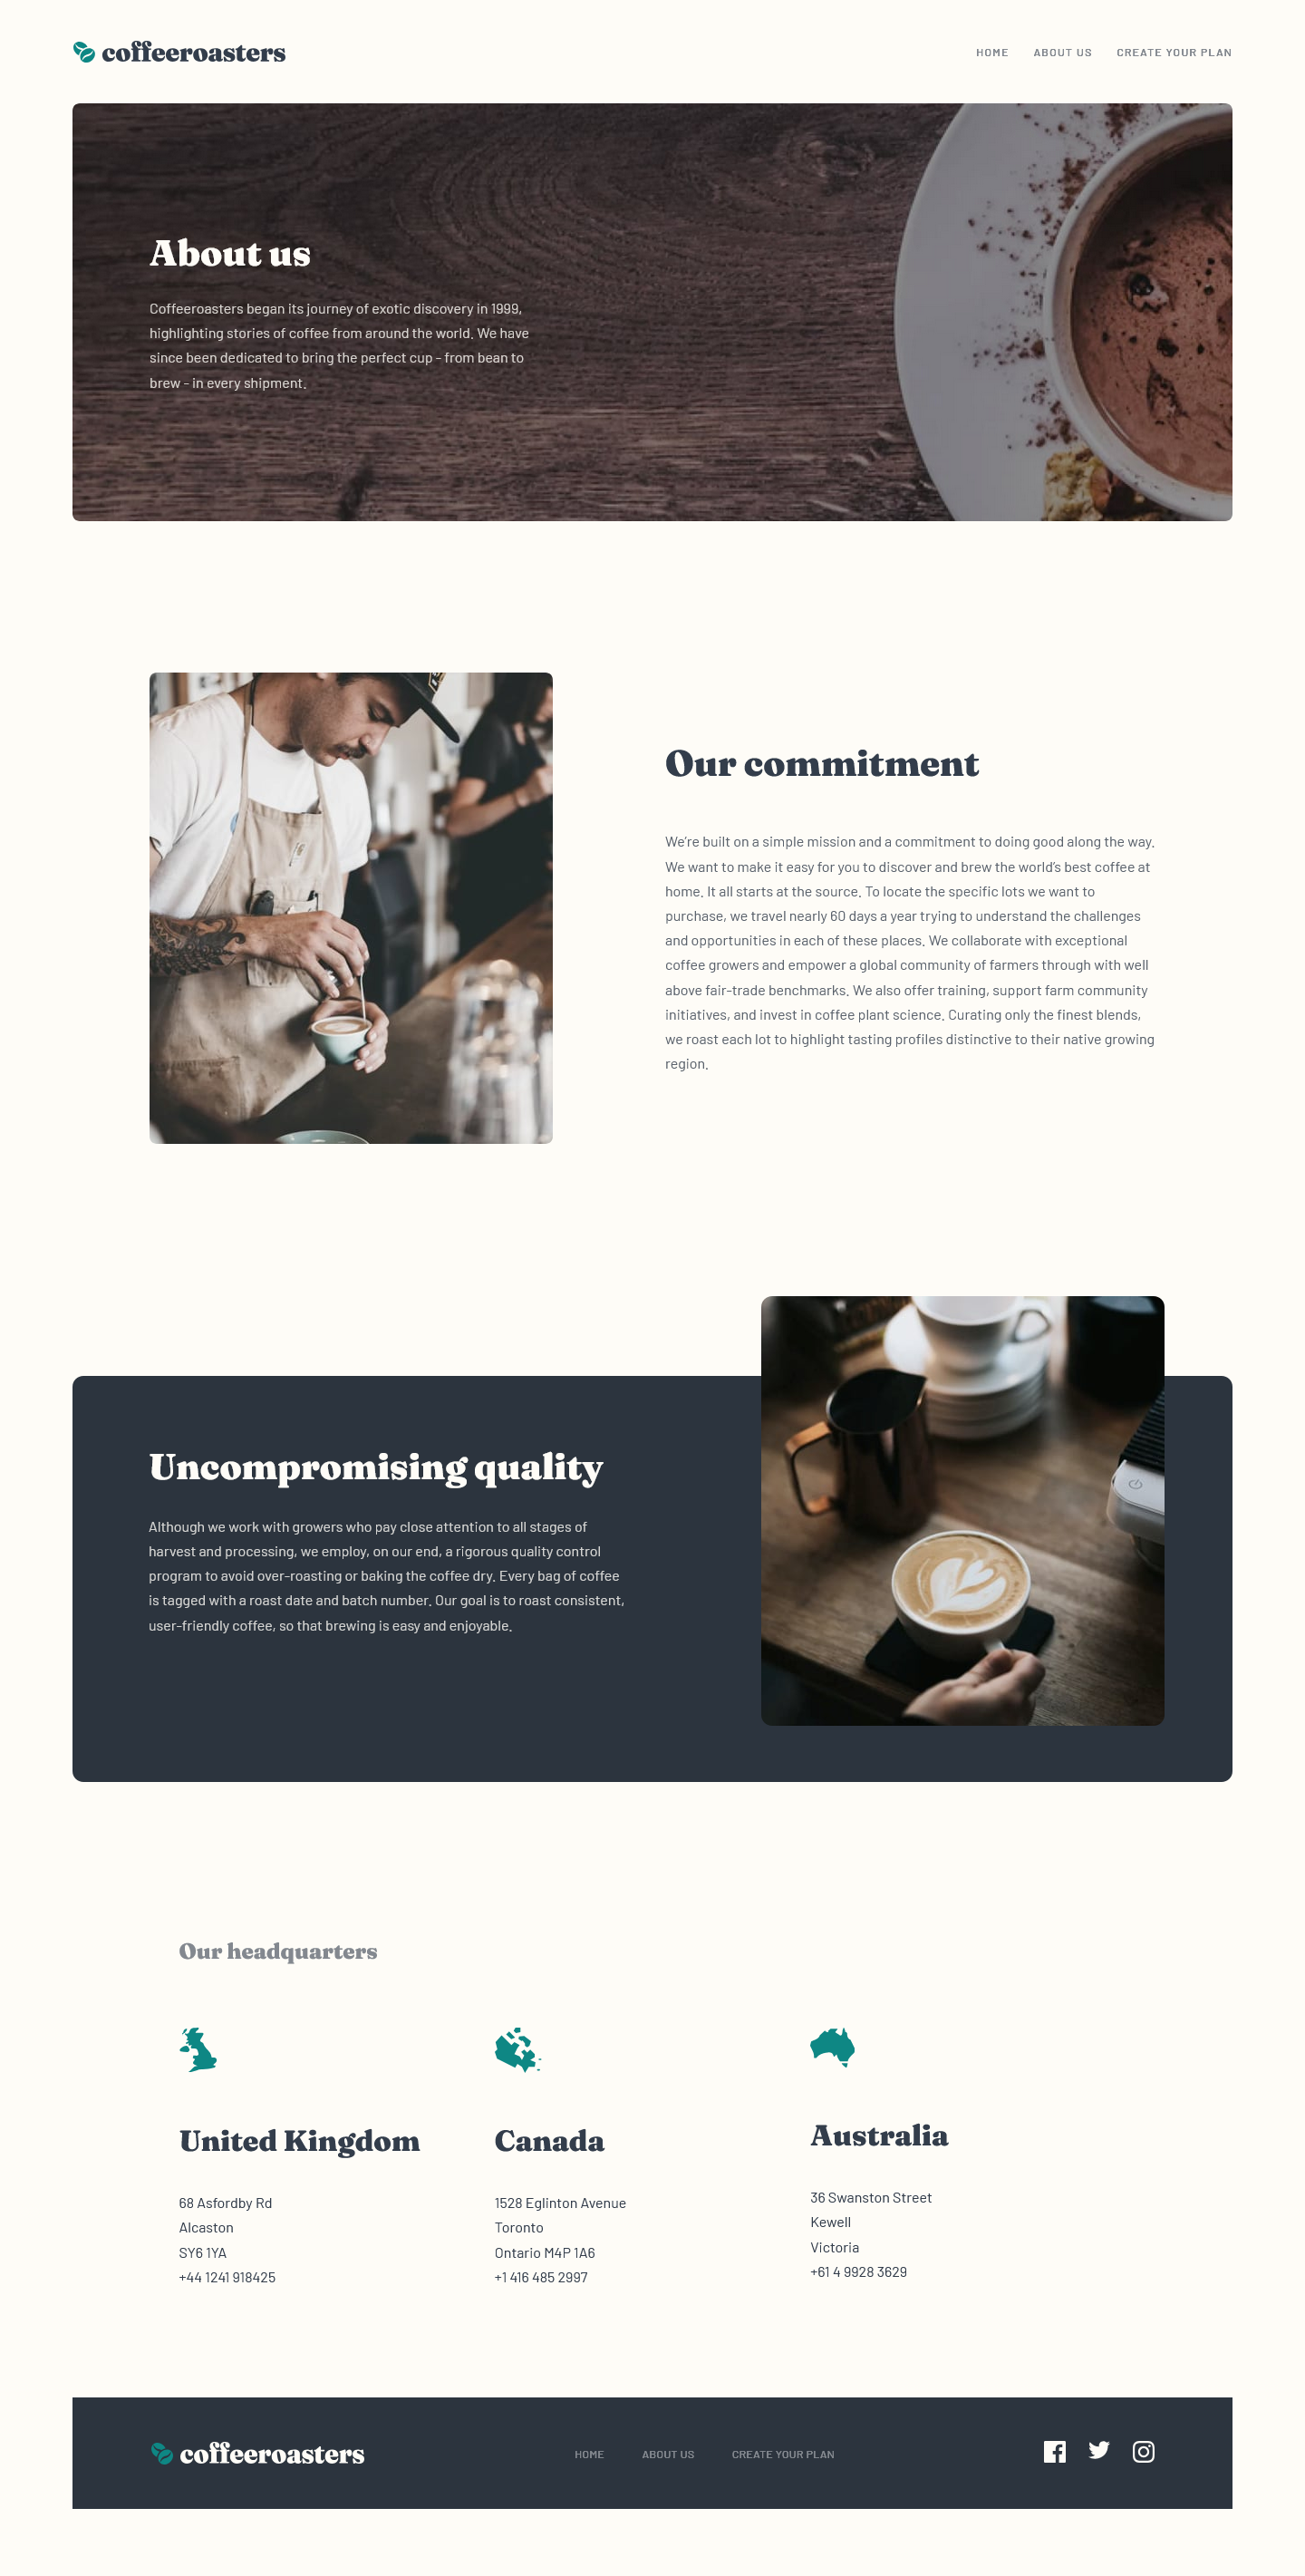 coffeeroasters
HOME ABOUT US CREATE YOUR PLAN
About us
Coffeeroasters began its journey of exotic discovery in 1999,
highlighting stories of coffee from around the world. We have
since been dedicated to bring the perfect cup - from bean to
brew - in every shipment.
Our commitment
We’re built on a simple mission and a commitment to doing good along the way.
We want to make it easy for you to discover and brew the world’s best coffee at
home. It all starts at the source. To locate the specific lots we want to
purchase, we travel nearly 60 days a year trying to understand the challenges
and opportunities in each of these places. We collaborate with exceptional
coffee growers and empower a global community of farmers through with well
above fair-trade benchmarks. We also offer training, support farm community
initiatives, and invest in coffee plant science. Curating only the finest blends,
we roast each lot to highlight tasting profiles distinctive to their native growing
region.
Uncompromising quality
Although we work with growers who pay close attention to all stages of
harvest and processing, we employ, on our end, a rigorous quality control
program to avoid over-roasting or baking the coffee dry. Every bag of coffee
is tagged with a roast date and batch number. Our goal is to roast consistent,
user-friendly coffee, so that brewing is easy and enjoyable.
Our headquarters
United Kingdom
68 Asfordby Rd
Alcaston
SY6 1YA
+44 1241 918425
Canada
1528 Eglinton Avenue
Toronto
Ontario M4P 1A6
+1 416 485 2997
Australia
36 Swanston Street
Kewell
Victoria
+61 4 9928 3629
coffeeroasters
HOME ABOUT US CREATE YOUR PLAN